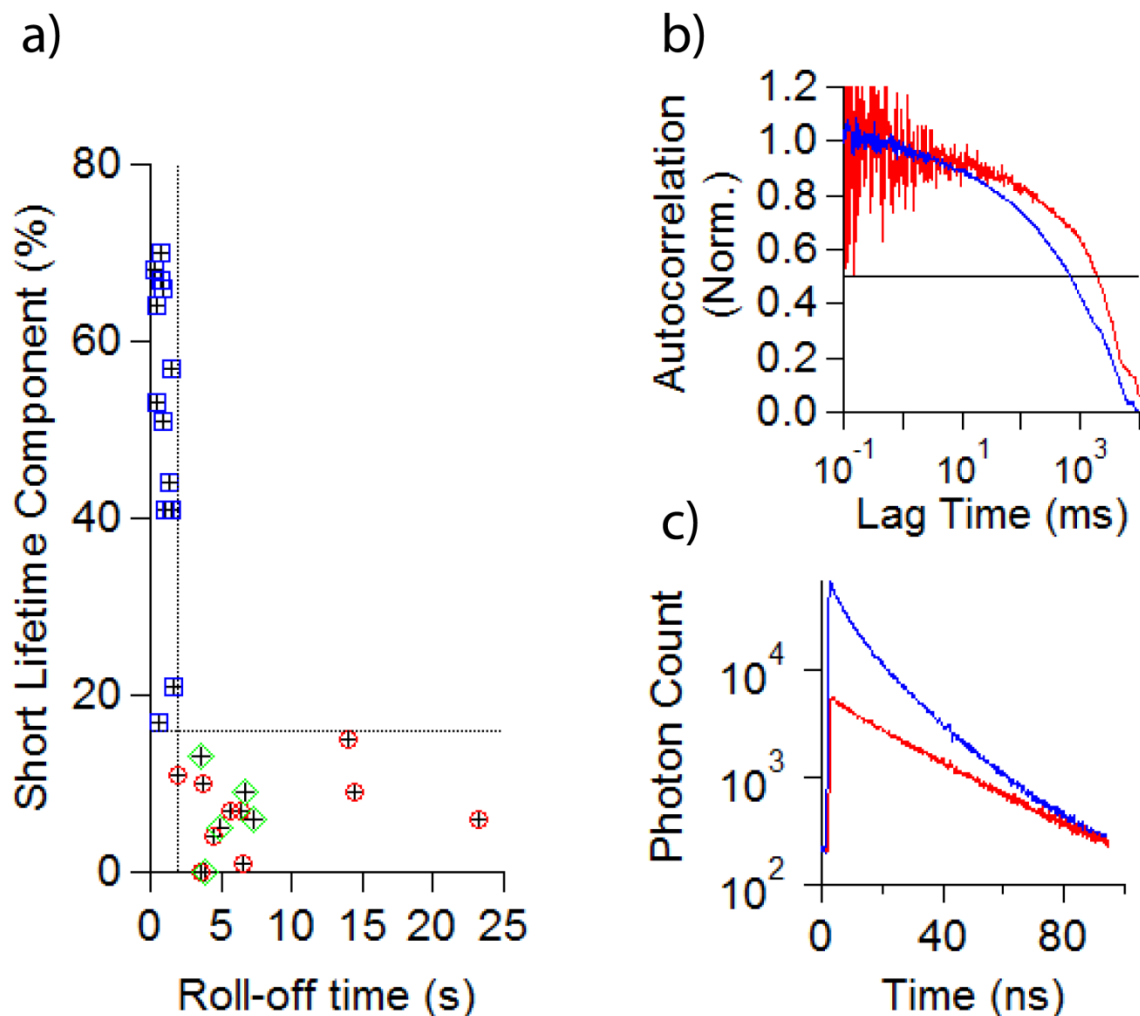 a)
Short Lifetime Component (%)
80
60
40
20
0
0 5 10 15 20 25
Roll-off time (s)
b)
Autocorrelation
(Norm.)
1.2
1.0
0.8
0.6
0.4
0.2
0.0
10^-1 10^1 10^3
Lag Time (ms)
c)
Photon Count
10^4
10^3
10^2
0 40 80
Time (ns)